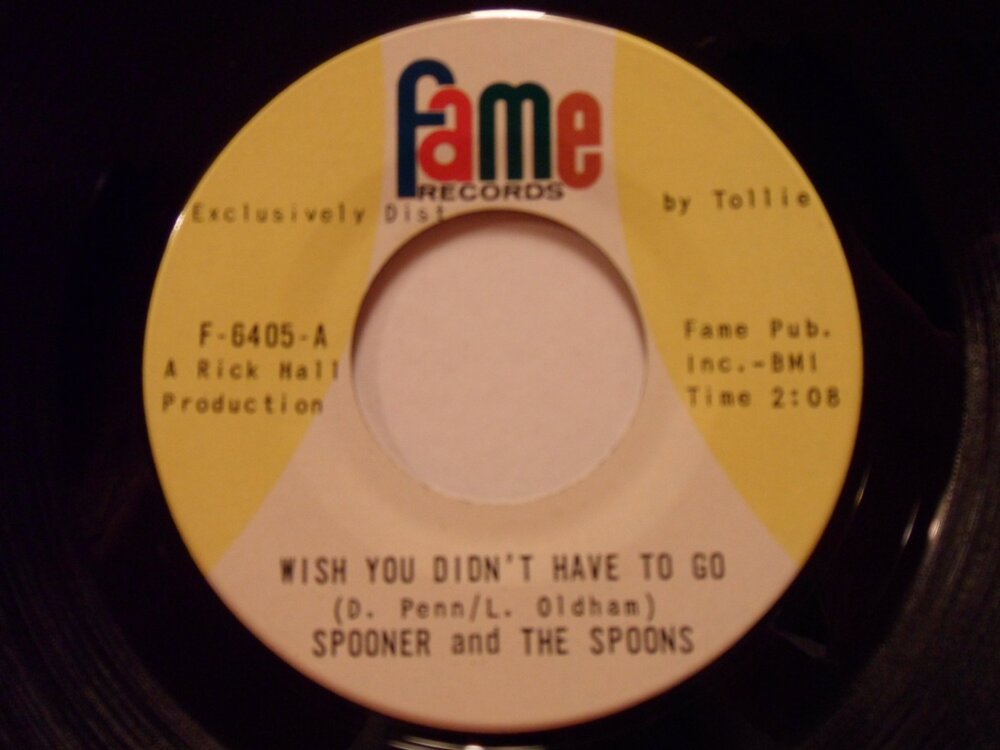 fame
RECORDS
Exclusively Dist by Tollie
F-6405-A
A Rick Hall
Production
Fame Pub.
Inc.-BMI
Time 2:08
WISH YOU DIDN'T HAVE TO GO
(D. Penn/L. Oldham)
SPOONER and THE SPOONS